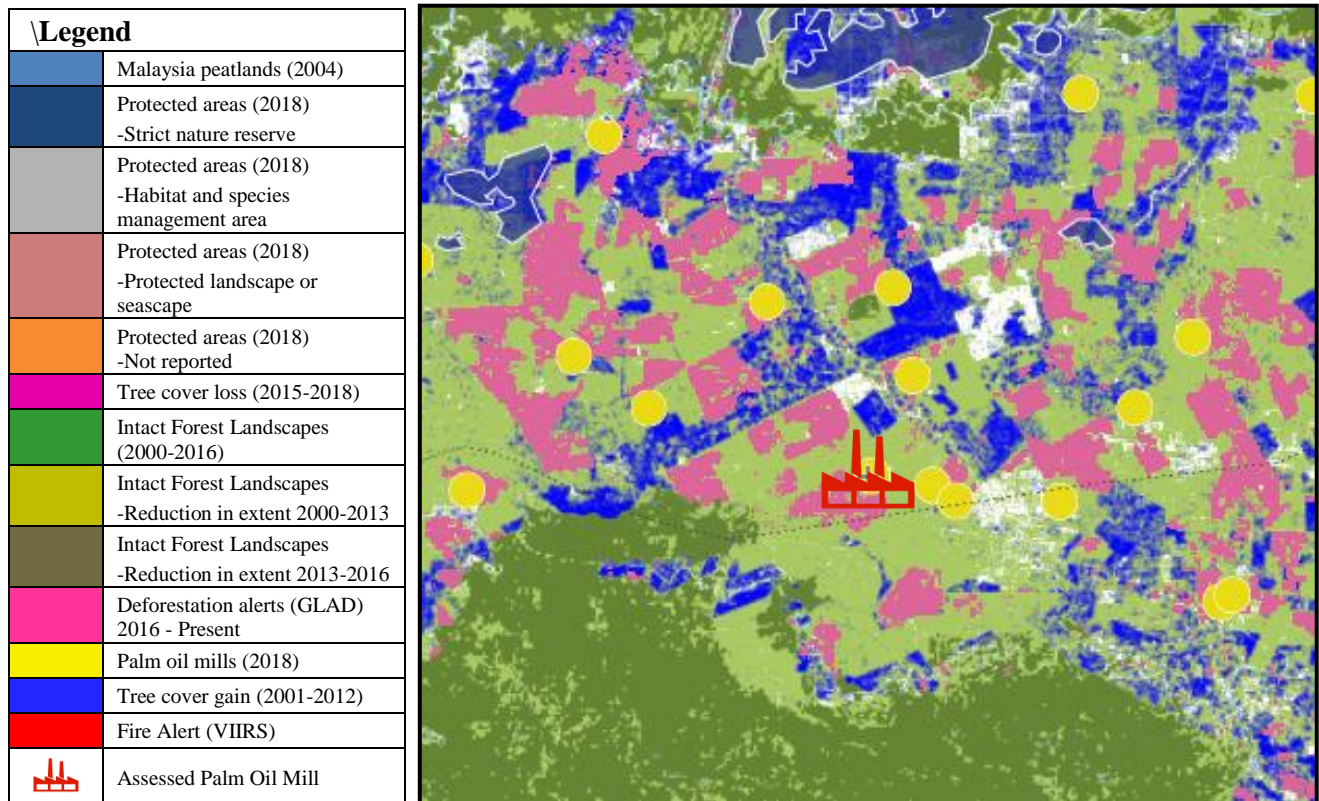 \Legend
Malaysia peatlands (2004)
Protected areas (2018)
-Strict nature reserve
Protected areas (2018)
-Habitat and species
management area
Protected areas (2018)
-Protected landscape or
seascape
Protected areas (2018)
-Not reported
Tree cover loss (2015-2018)
Intact Forest Landscapes
(2000-2016)
Intact Forest Landscapes
-Reduction in extent 2000-2013
Intact Forest Landscapes
-Reduction in extent 2013-2016
Deforestation alerts (GLAD)
2016 - Present
Palm oil mills (2018)
Tree cover gain (2001-2012)
Fire Alert (VIIRS)
Assessed Palm Oil Mill